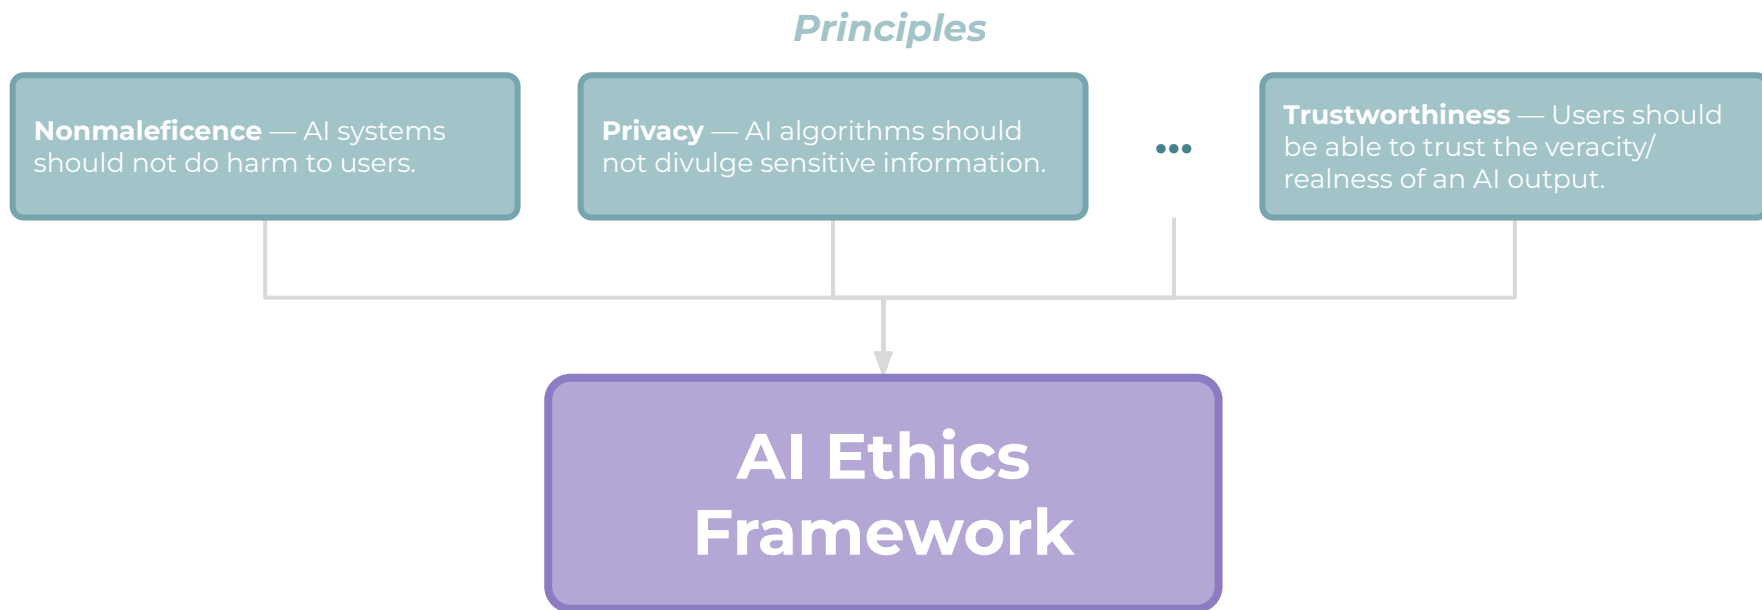 Principles
Nonmaleficence — AI systems
should not do harm to users.
Privacy — AI algorithms should
not divulge sensitive information.
•••
Trustworthiness — Users should
be able to trust the veracity/
realness of an AI output.
AI Ethics
Framework